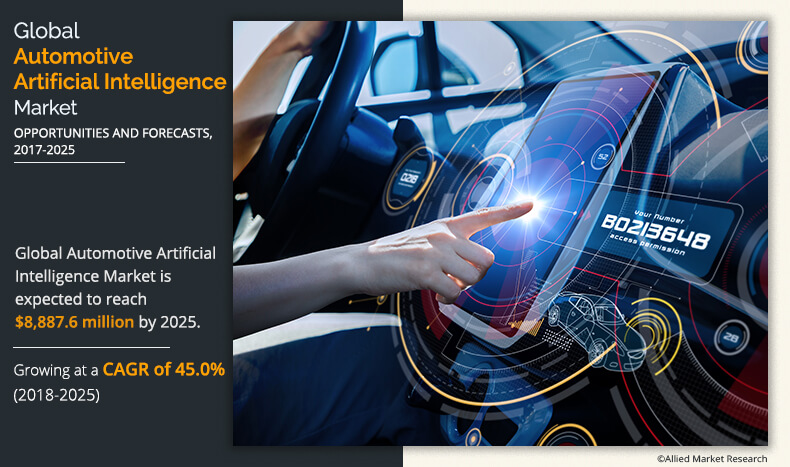 Global
Automotive
Artificial Intelligence
Market
OPPORTUNITIES AND FORECASTS,
2017-2025
Global Automotive Artificial
Intelligence Market is
expected to reach
$8,887.6 million by 2025.
Growing at a CAGR of 45.0%
(2018-2025)
52
Your Number
B0213648
access permission
28
©Allied Market Research